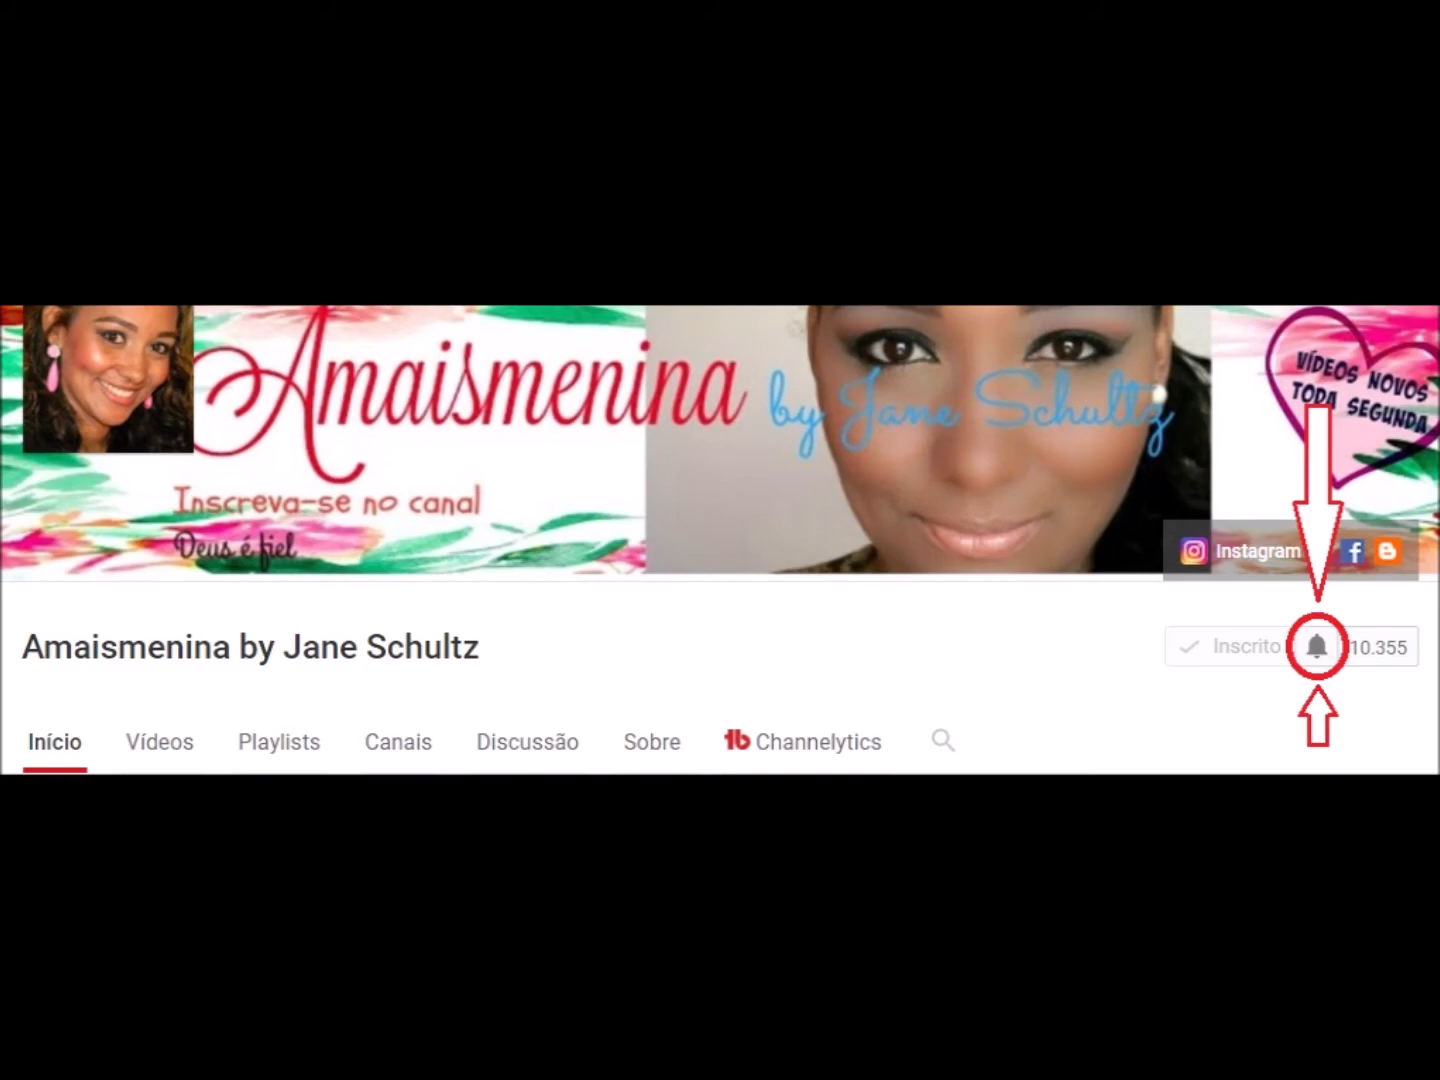 Amaismenina by Jane Schultz
Inscreva-se no canal
Deus é fiel
VÍDEOS NOVOS
TODA SEGUNDA
Instagram
Amaismenina by Jane Schultz
Inscrito 10.355
Início Vídeos Playlists Canais Discussão Sobre Channelytics